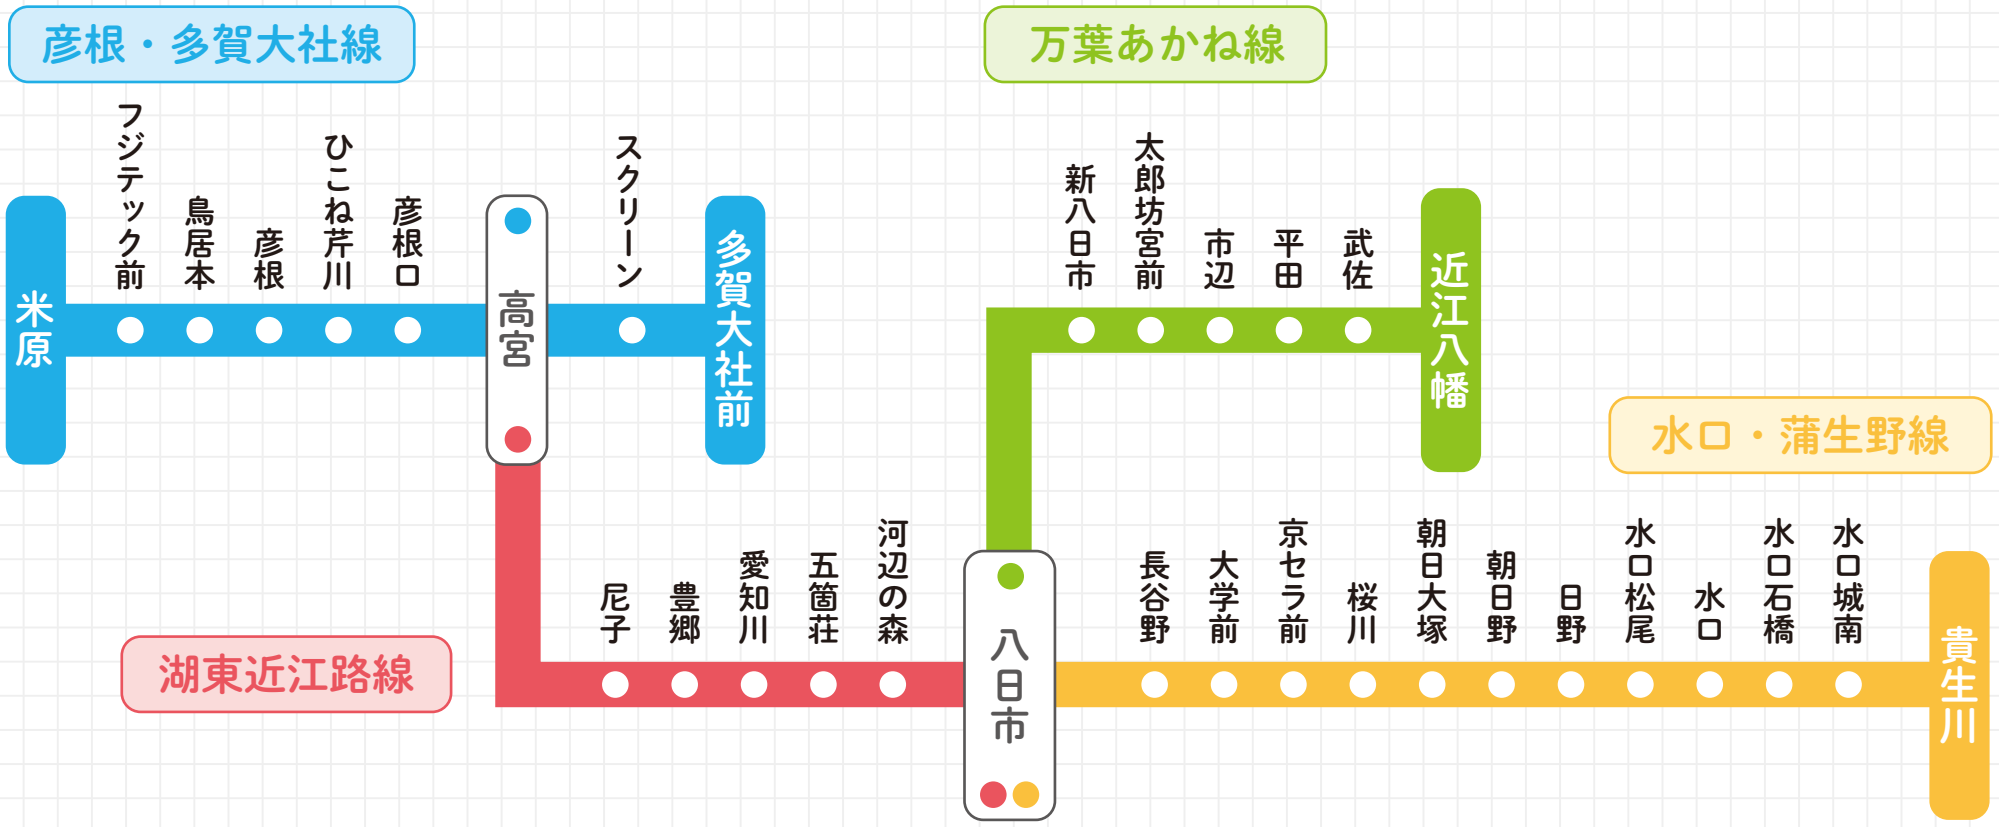 彦根・多賀大社線
万葉あかね線
米原
フジテック前
鳥居本
彦根
ひこね芹川
彦根口
高宮
スクリーン
多賀大社前
新八日市
太郎坊宮前
市辺
平田
武佐
近江八幡
水口・蒲生野線
湖東近江路線
尼子
豊郷
愛知川
五箇荘
河辺の森
八日市
長谷野
大学前
京セラ前
桜川
朝日大塚
朝日野
日野
水口松尾
水口
水口石橋
水口城南
貴生川